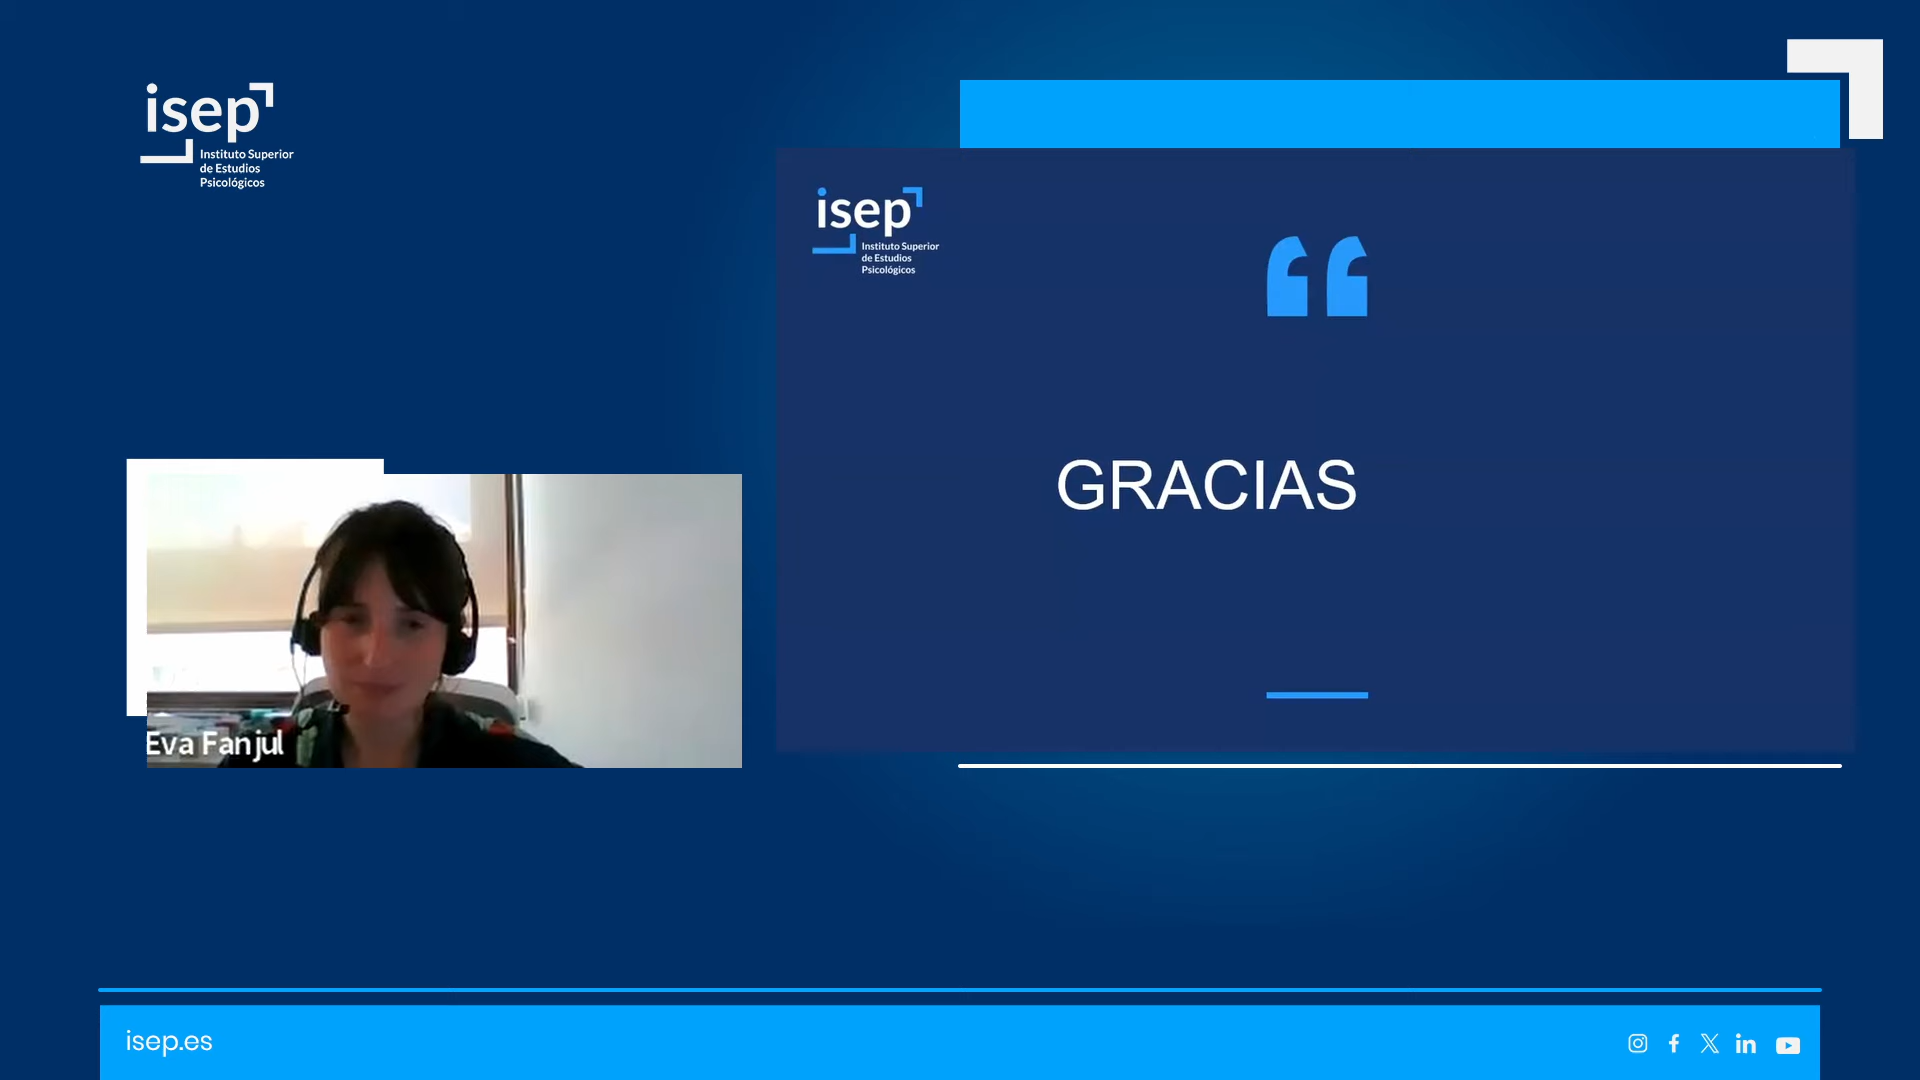 isep
Instituto Superior
de Estudios
Psicológicos
isep
Instituto Superior
de Estudios
Psicológicos
“
GRACIAS
Eva Fanjul
isep.es